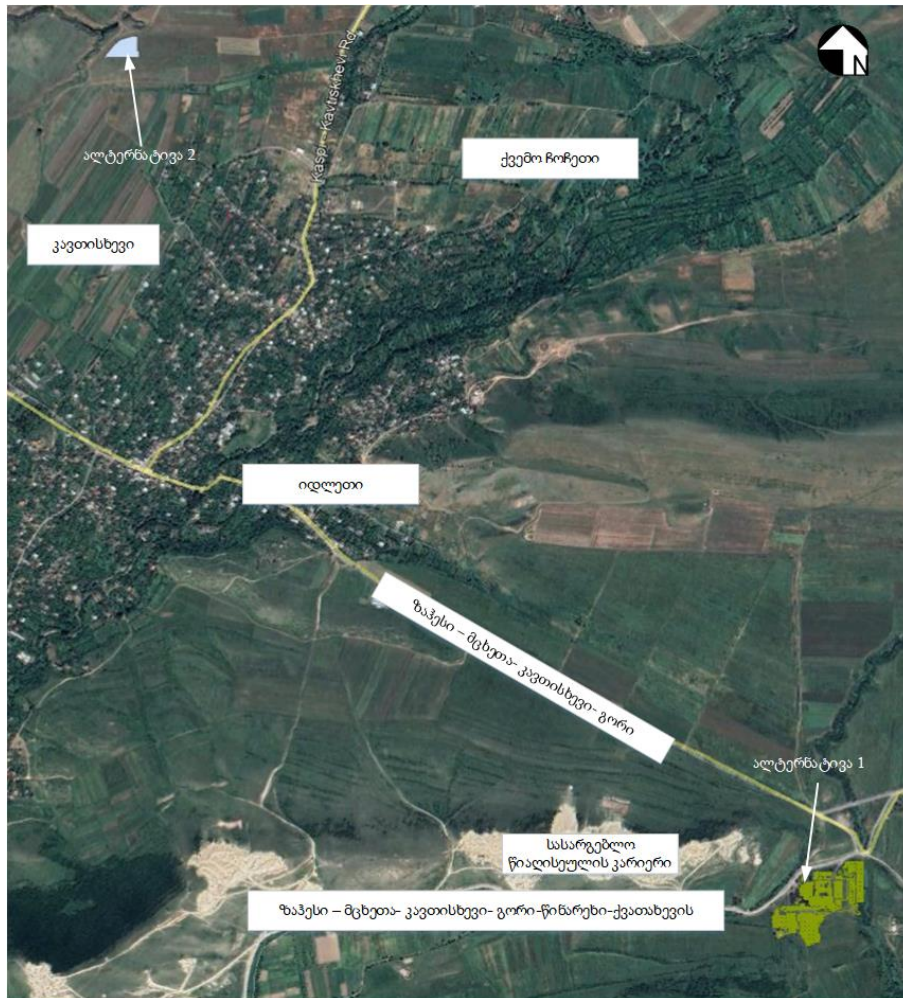 N
Kaspi - Kavtiskhevi Rd
ალტერნატივა 2
ქვემო ჩოჩეთი
კავთისხევი
იდლეთი
ზაჰესი – მცხეთა- კავთისხევი- გორი
ალტერნატივა 1
სასარგებლო
წიაღისეულის კარიერი
ზაჰესი – მცხეთა- კავთისხევი- გორი-წინარეხი-ქვათახევის